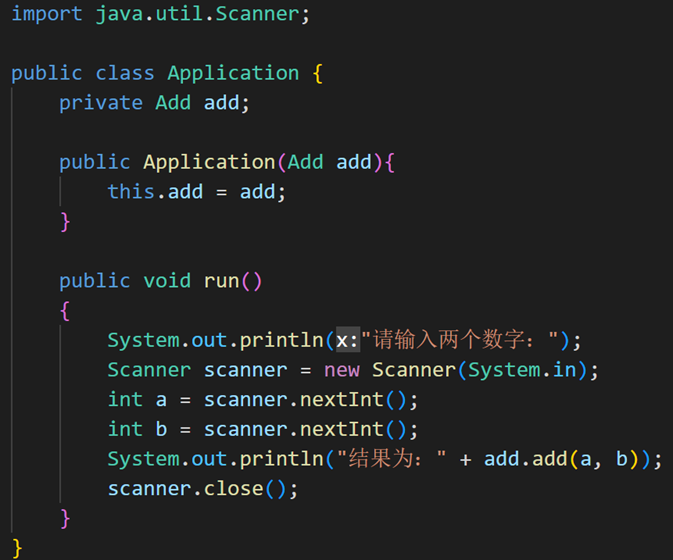 import java.util.Scanner;
public class Application {
private Add add;
public Application(Add add){
this.add = add;
}
public void run()
{
System.out.println(x:"请输入两个数字：");
Scanner scanner = new Scanner(System.in);
int a = scanner.nextInt();
int b = scanner.nextInt();
System.out.println("结果为：" + add.add(a, b));
scanner.close();
}
}